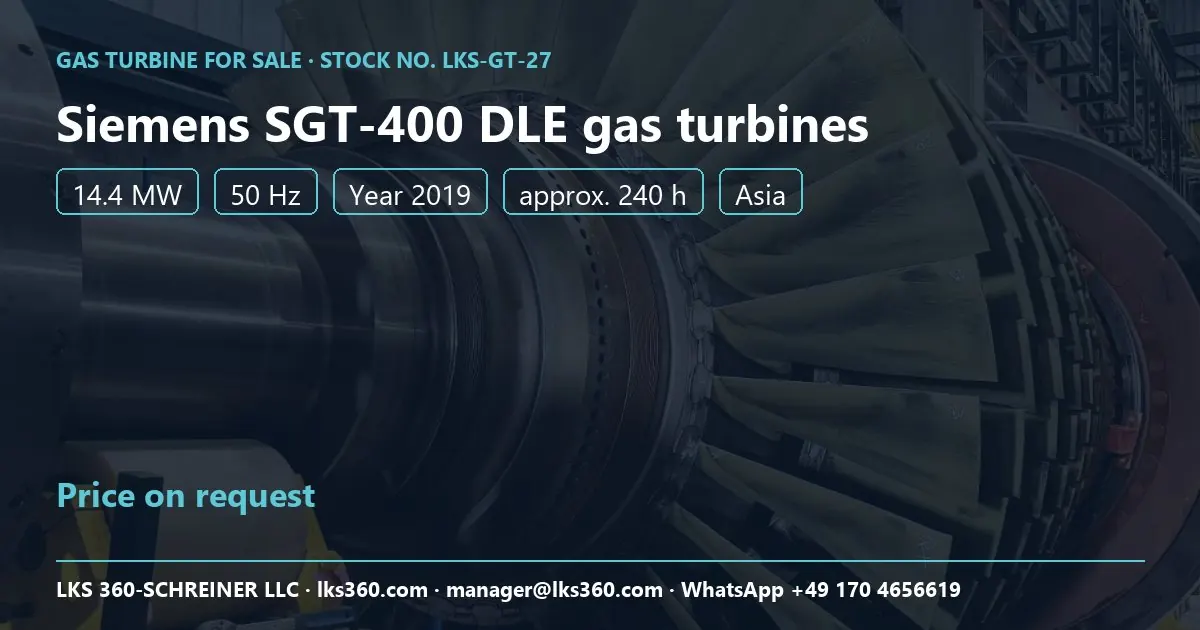 GAS TURBINE FOR SALE · STOCK NO. LKS-GT-27
Siemens SGT-400 DLE gas turbines
14.4 MW 50 Hz Year 2019 approx. 240 h Asia
Price on request
LKS 360-SCHREINER LLC · lks360.com · manager@lks360.com · WhatsApp +49 170 4656619